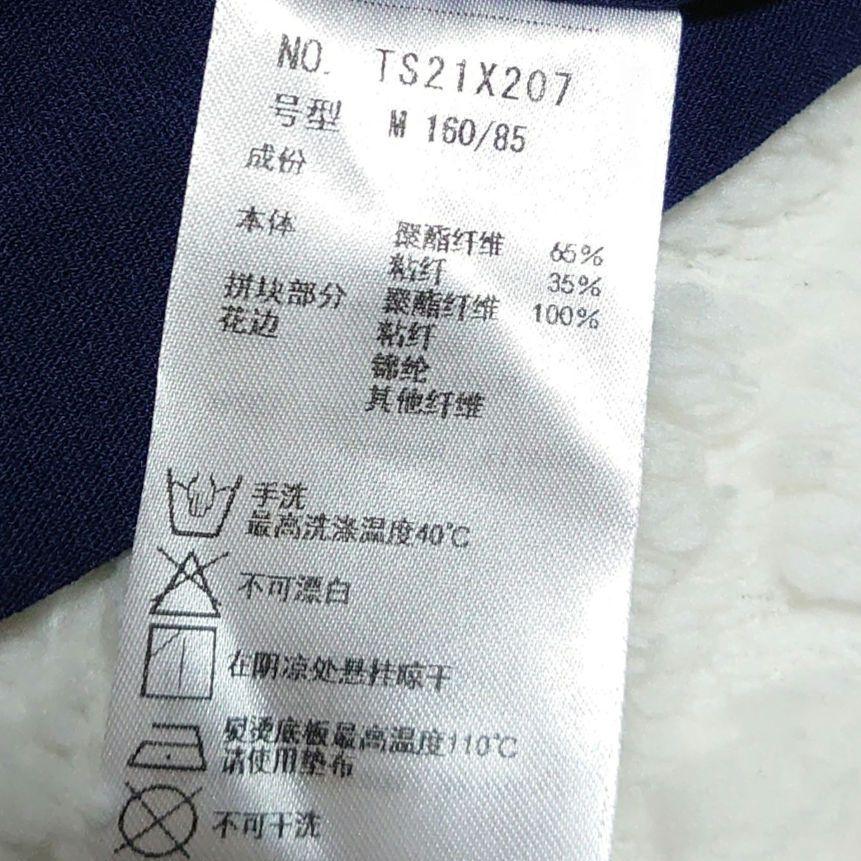 NO. TS21X207
号型 M 160/85
成份
本体 聚酯纤维 65%
粘纤 35%
拼块部分 聚酯纤维 100%
花边 粘纤
锦纶
其他纤维
手洗
最高洗涤温度40℃
不可漂白
在阴凉处悬挂晾干
熨烫底板最高温度110℃
请使用垫布
不可干洗